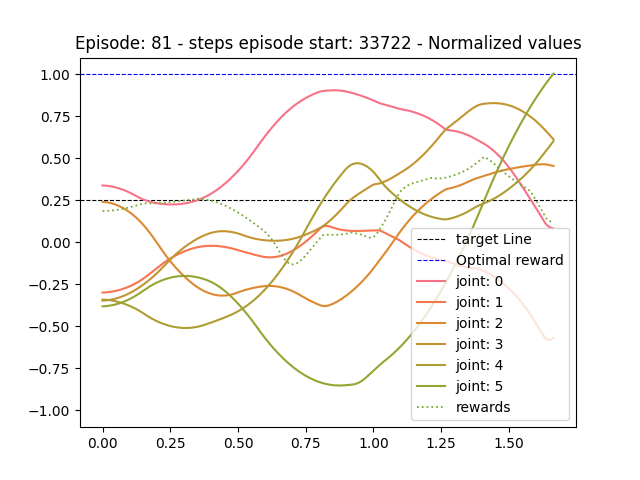 Episode: 81 - steps episode start: 33722 - Normalized values
1.00
0.75
0.50
0.25
0.00
−0.25
−0.50
−0.75
−1.00
target Line
Optimal reward
joint: 0
joint: 1
joint: 2
joint: 3
joint: 4
joint: 5
rewards
0.00 0.25 0.50 0.75 1.00 1.25 1.50